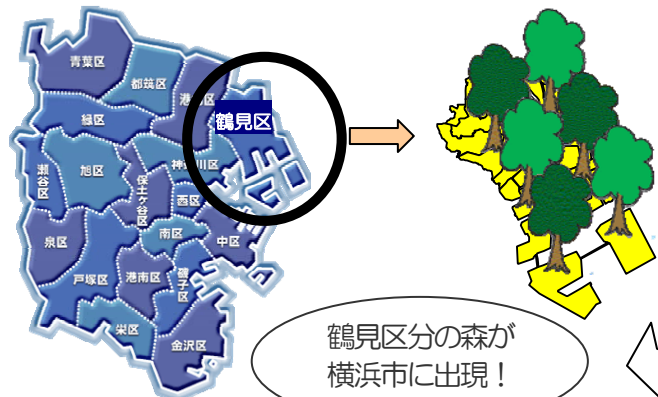 青葉区
都筑区
港北区
緑区
鶴見区
神奈川区
瀬谷区
旭区
保土ヶ谷区
西区
泉区
南区
中区
戸塚区
港南区
磯子区
栄区
金沢区
鶴見区分の森が
横浜市に出現！